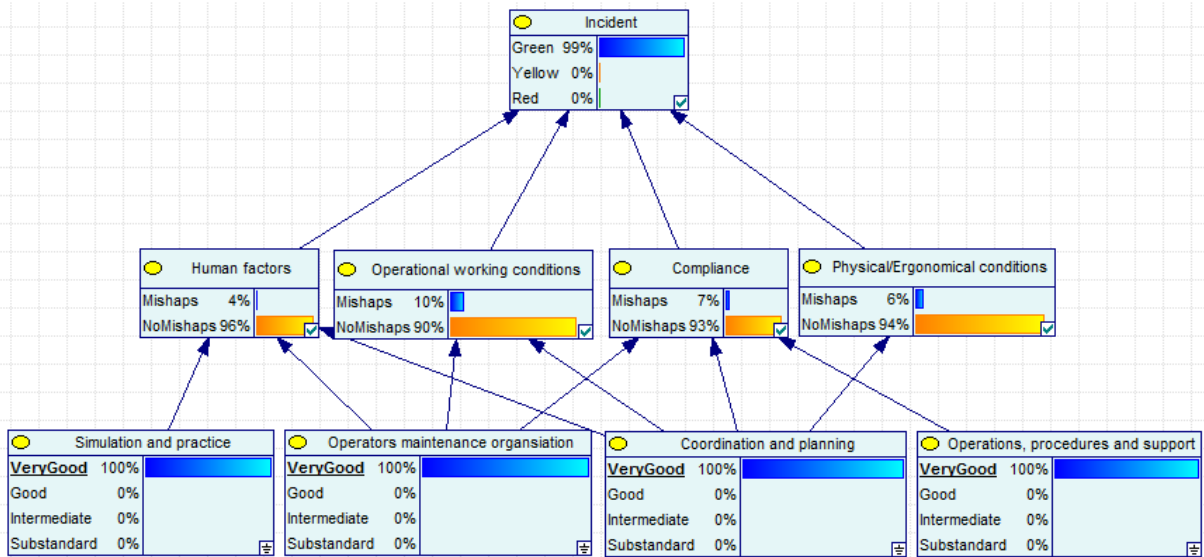 Incident
Green 99%
Yellow 0%
Red 0%
Human factors
Mishaps 4%
NoMishaps 96%
Operational working conditions
Mishaps 10%
NoMishaps 90%
Compliance
Mishaps 7%
NoMishaps 93%
Physical/Ergonomical conditions
Mishaps 6%
NoMishaps 94%
Simulation and practice
VeryGood 100%
Good 0%
Intermediate 0%
Substandard 0%
Operators maintenance organsiation
VeryGood 100%
Good 0%
Intermediate 0%
Substandard 0%
Coordination and planning
VeryGood 100%
Good 0%
Intermediate 0%
Substandard 0%
Operations, procedures and support
VeryGood 100%
Good 0%
Intermediate 0%
Substandard 0%